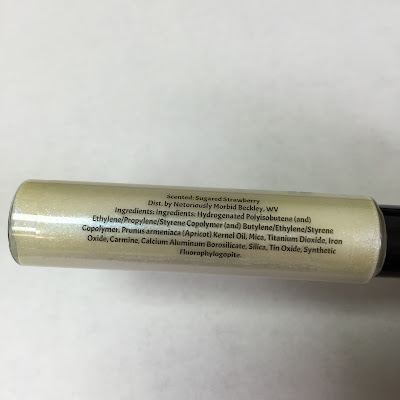 Scented: Sugared Strawberry
Dist. by Notoriously Morbid Beckley, WV
Ingredients: ingredients: Hydrogenated Polyisobutene (and)
Ethylene/Propylene/Styrene Copolymer (and) Butylene/Ethylene/Styrene
Copolymer. Prunus armeniaca (Apricot) Kernel Oil, Mica, Titanium Dioxide, Iron
Oxide, Carmine, Calcium Aluminum Borosilicate, Silica, Tin Oxide, Synthetic
Fluorophylogopite.